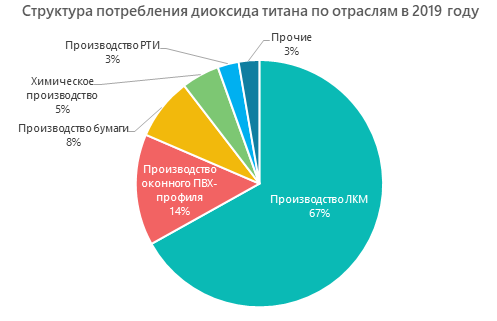 Структура потребления диоксида титана по отраслям в 2019 году
Прочие
3%
Производство РТИ
3%
Химическое
производство
5%
Производство бумаги
8%
Производство
оконного ПВХ-
профиля
14%
Производство ЛКМ
67%